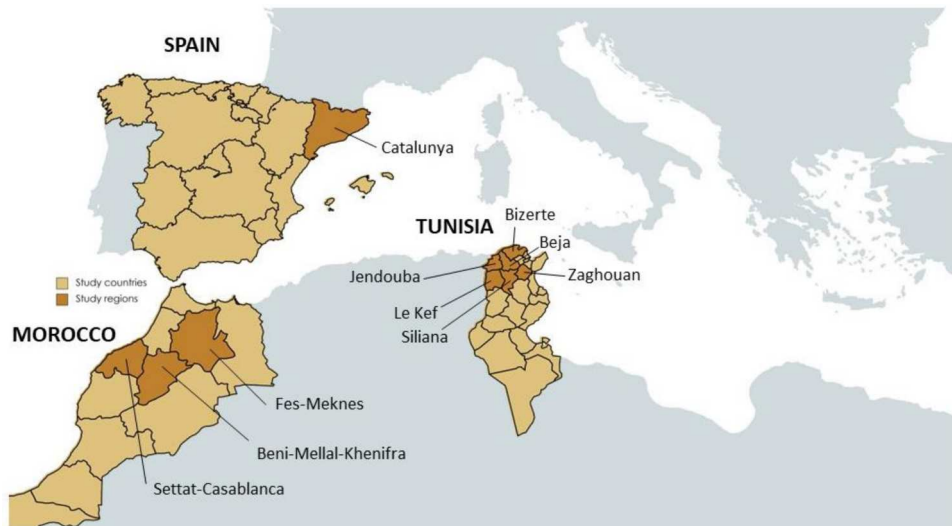 SPAIN
Catalunya
TUNISIA
Bizerte
Beja
Jendouba
Zaghouan
Study countries
Study regions
Le Kef
Siliana
MOROCCO
Fes-Meknes
Beni-Mellal-Khenifra
Settat-Casablanca